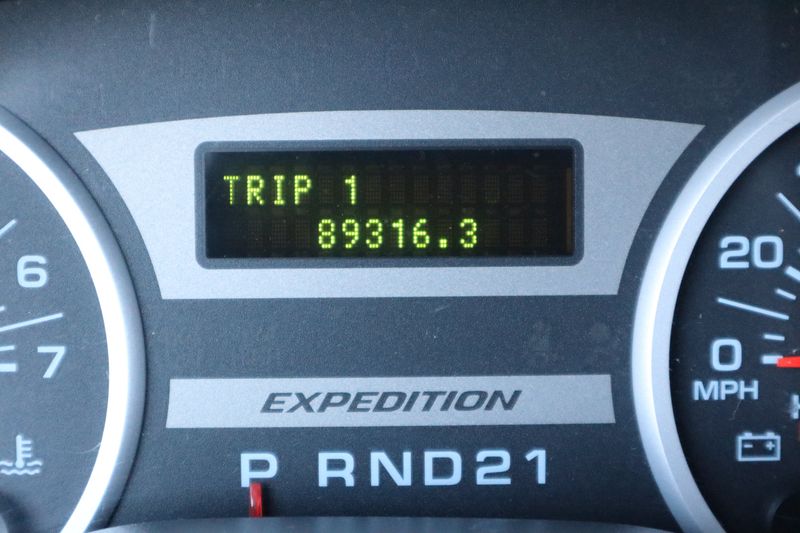 TRIP 1
89316.3
6
7
20
0
MPH
EXPEDITION
P RND21